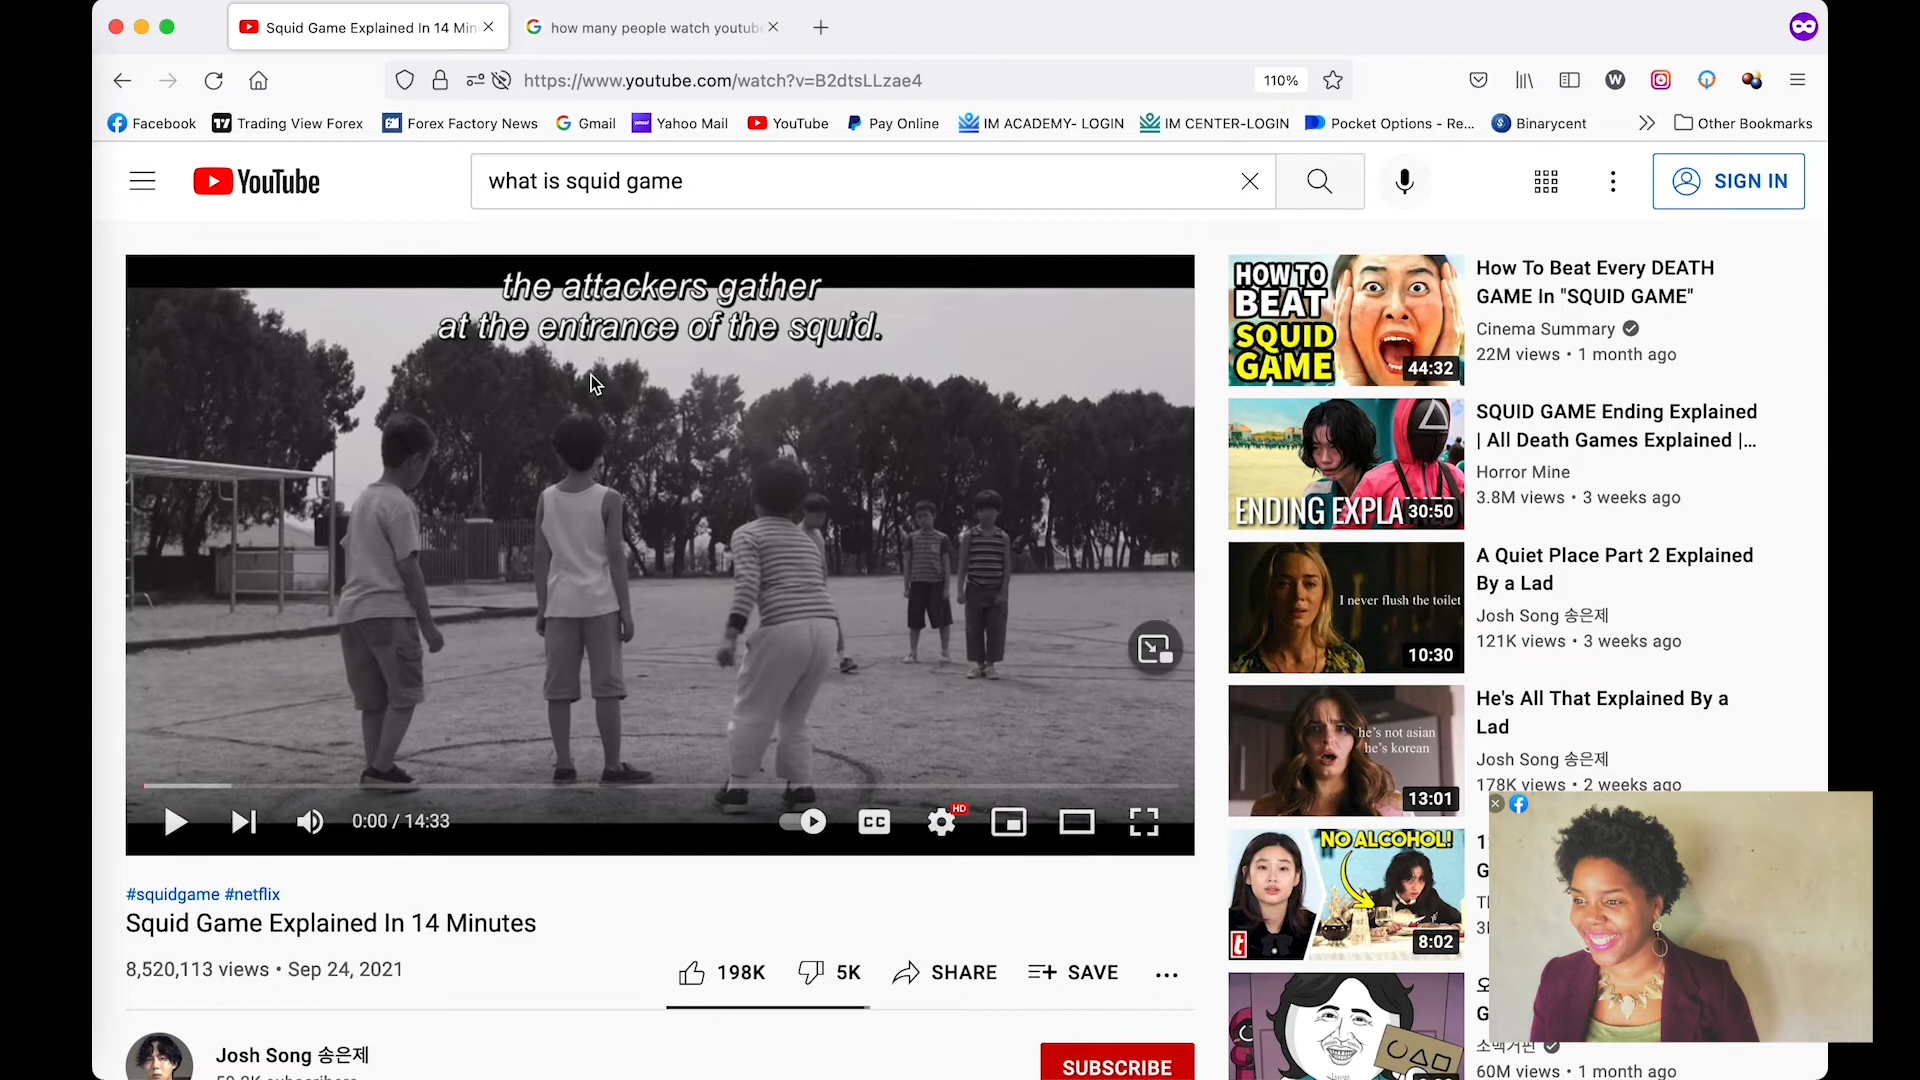 Squid Game Explained In 14 Min
how many people watch youtub
https://www.youtube.com/watch?v=B2dtsLLzae4
110%
Facebook
Trading View Forex
Forex Factory News
Gmail
Yahoo Mail
YouTube
Pay Online
IM ACADEMY- LOGIN
IM CENTER-LOGIN
Pocket Options - Re...
Binarycent
Other Bookmarks
YouTube
what is squid game
SIGN IN
the attackers gather
at the entrance of the squid.
0:00 / 14:33
CC
HD
#squidgame #netflix
Squid Game Explained In 14 Minutes
8,520,113 views • Sep 24, 2021
198K
5K
SHARE
SAVE
Josh Song 송은제
SUBSCRIBE
HOW TO
BEAT
SQUID
GAME
44:32
How To Beat Every DEATH
GAME In "SQUID GAME"
Cinema Summary
22M views • 1 month ago
ENDING EXPLA
30:50
SQUID GAME Ending Explained
| All Death Games Explained |...
Horror Mine
3.8M views • 3 weeks ago
I never flush the toilet
10:30
A Quiet Place Part 2 Explained
By a Lad
Josh Song 송은제
121K views • 3 weeks ago
he's not asian
he's korean
13:01
He's All That Explained By a
Lad
Josh Song 송은제
178K views • 2 weeks ago
NO ALCOHOL!
8:02
60M views • 1 month ago